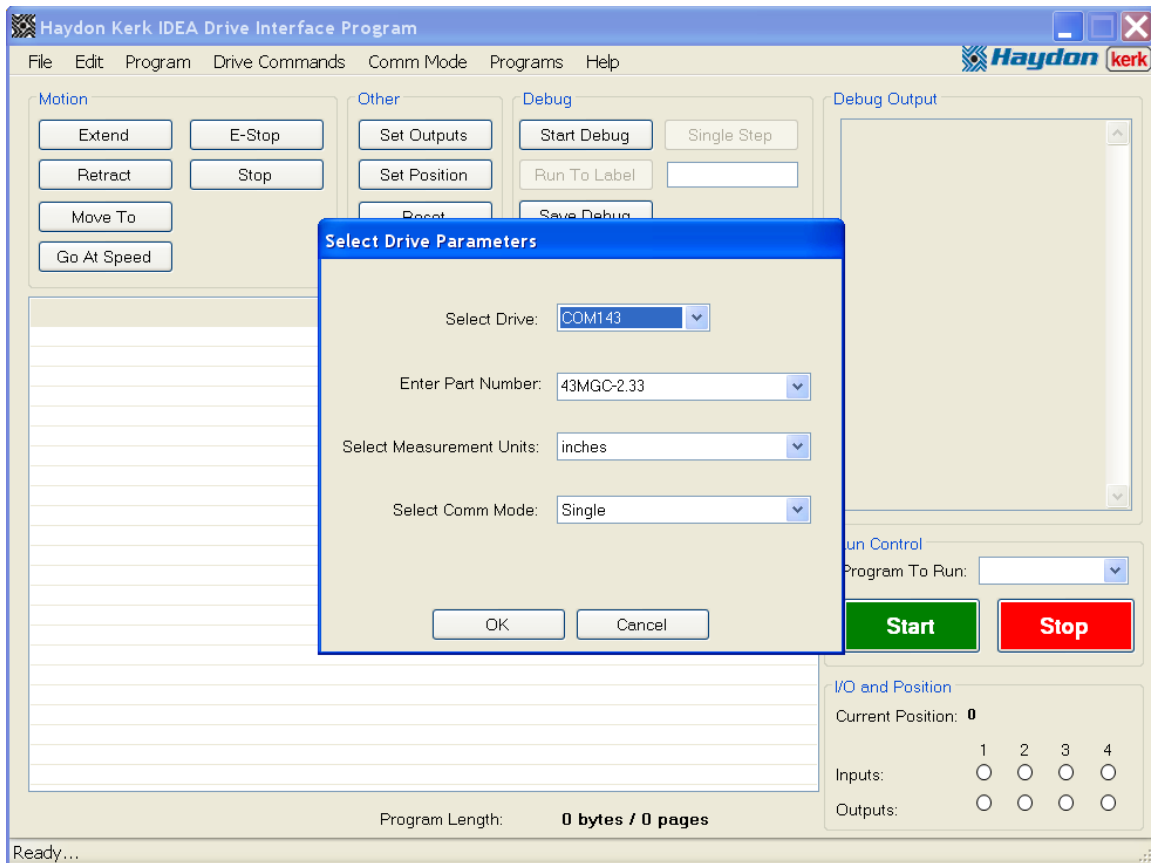 Haydon Kerk IDEA Drive Interface Program
File Edit Program Drive Commands Comm Mode Programs Help
Haydon kerk
Motion
Extend E-Stop
Retract Stop
Move To
Go At Speed
Other
Set Outputs
Set Position
Reset
Debug
Start Debug Single Step
Run To Label
Save Debug
Debug Output
Select Drive Parameters
Select Drive: COM143
Enter Part Number: 43MGC-2.33
Select Measurement Units: inches
Select Comm Mode: Single
OK Cancel
un Control
Program To Run:
Start Stop
I/O and Position
Current Position: 0
1 2 3 4
Inputs:
Outputs:
Program Length: 0 bytes / 0 pages
Ready...